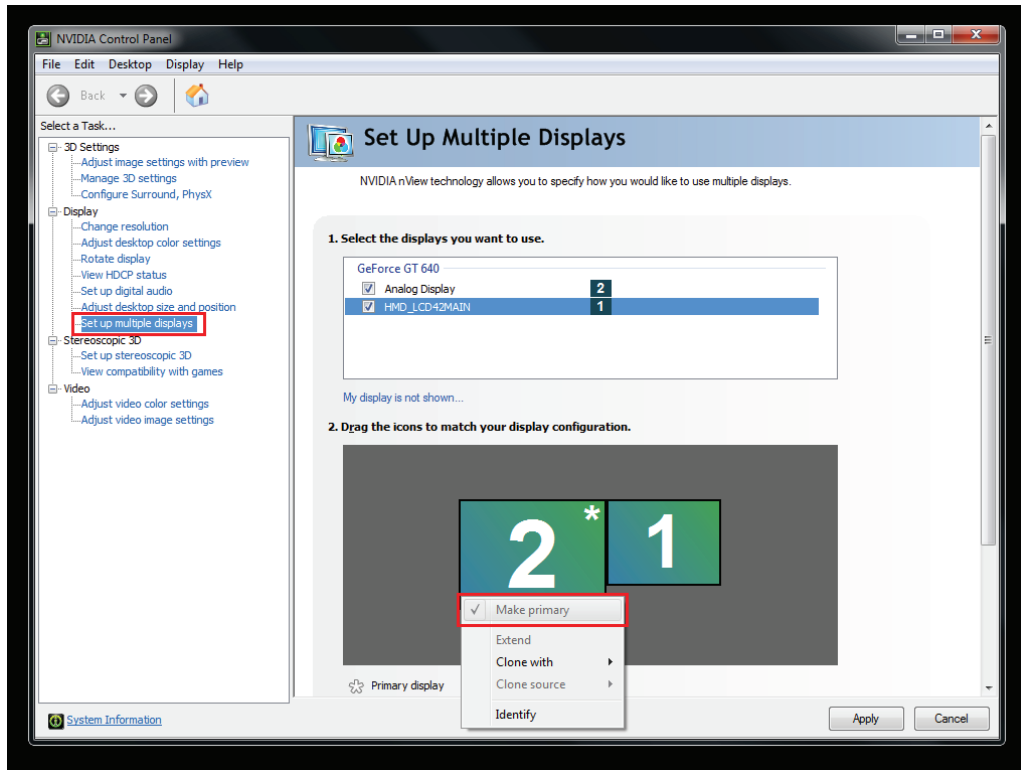 NVIDIA Control Panel
File Edit Desktop Display Help
Back
Select a Task...
3D Settings
Adjust image settings with preview
Manage 3D settings
Configure Surround, PhysX
Display
Change resolution
Adjust desktop color settings
Rotate display
View HDCP status
Set up digital audio
Adjust desktop size and position
Set up multiple displays
Stereoscopic 3D
Set up stereoscopic 3D
View compatibility with games
Video
Adjust video color settings
Adjust video image settings
Set Up Multiple Displays
NVIDIA nView technology allows you to specify how you would like to use multiple displays.
1. Select the displays you want to use.
GeForce GT 640
Analog Display 2
HMD_LCD42MAIN 1
My display is not shown...
2. Drag the icons to match your display configuration.
2 * 1
✓ Make primary
Extend
Clone with
Clone source
Identify
Primary display
System Information
Apply Cancel